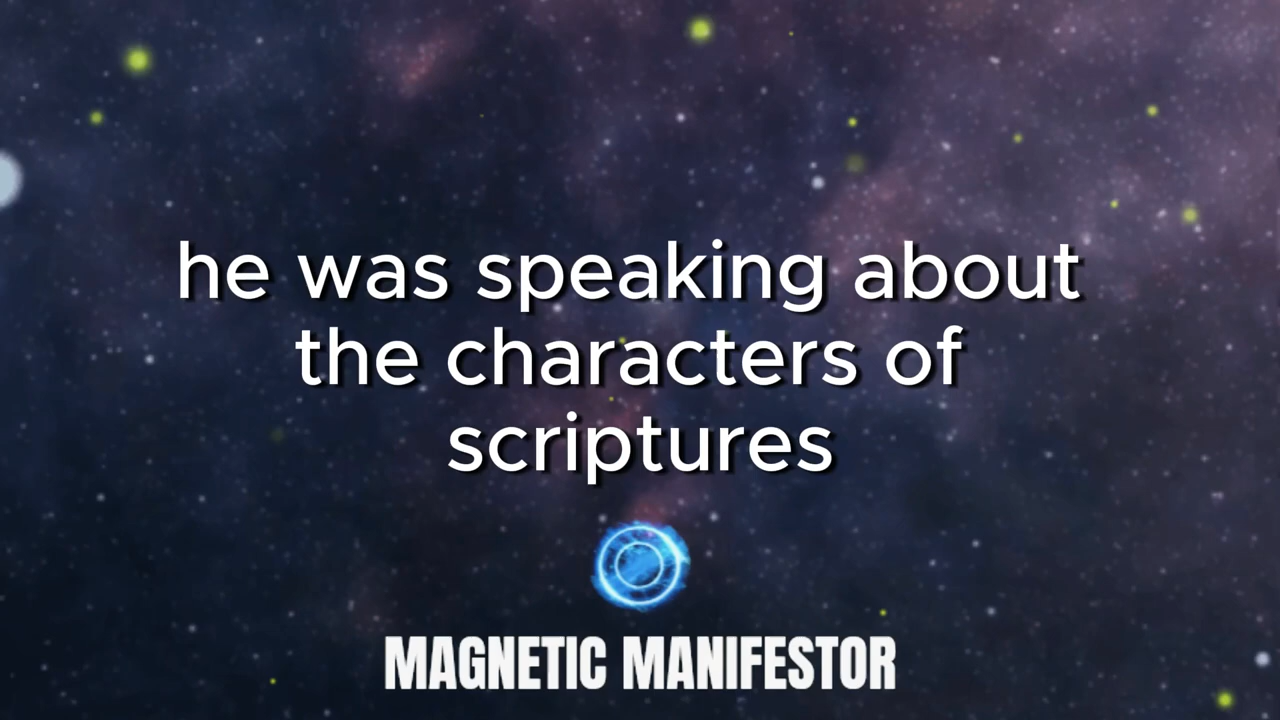 he was speaking about
the characters of
scriptures
MAGNETIC MANIFESTOR